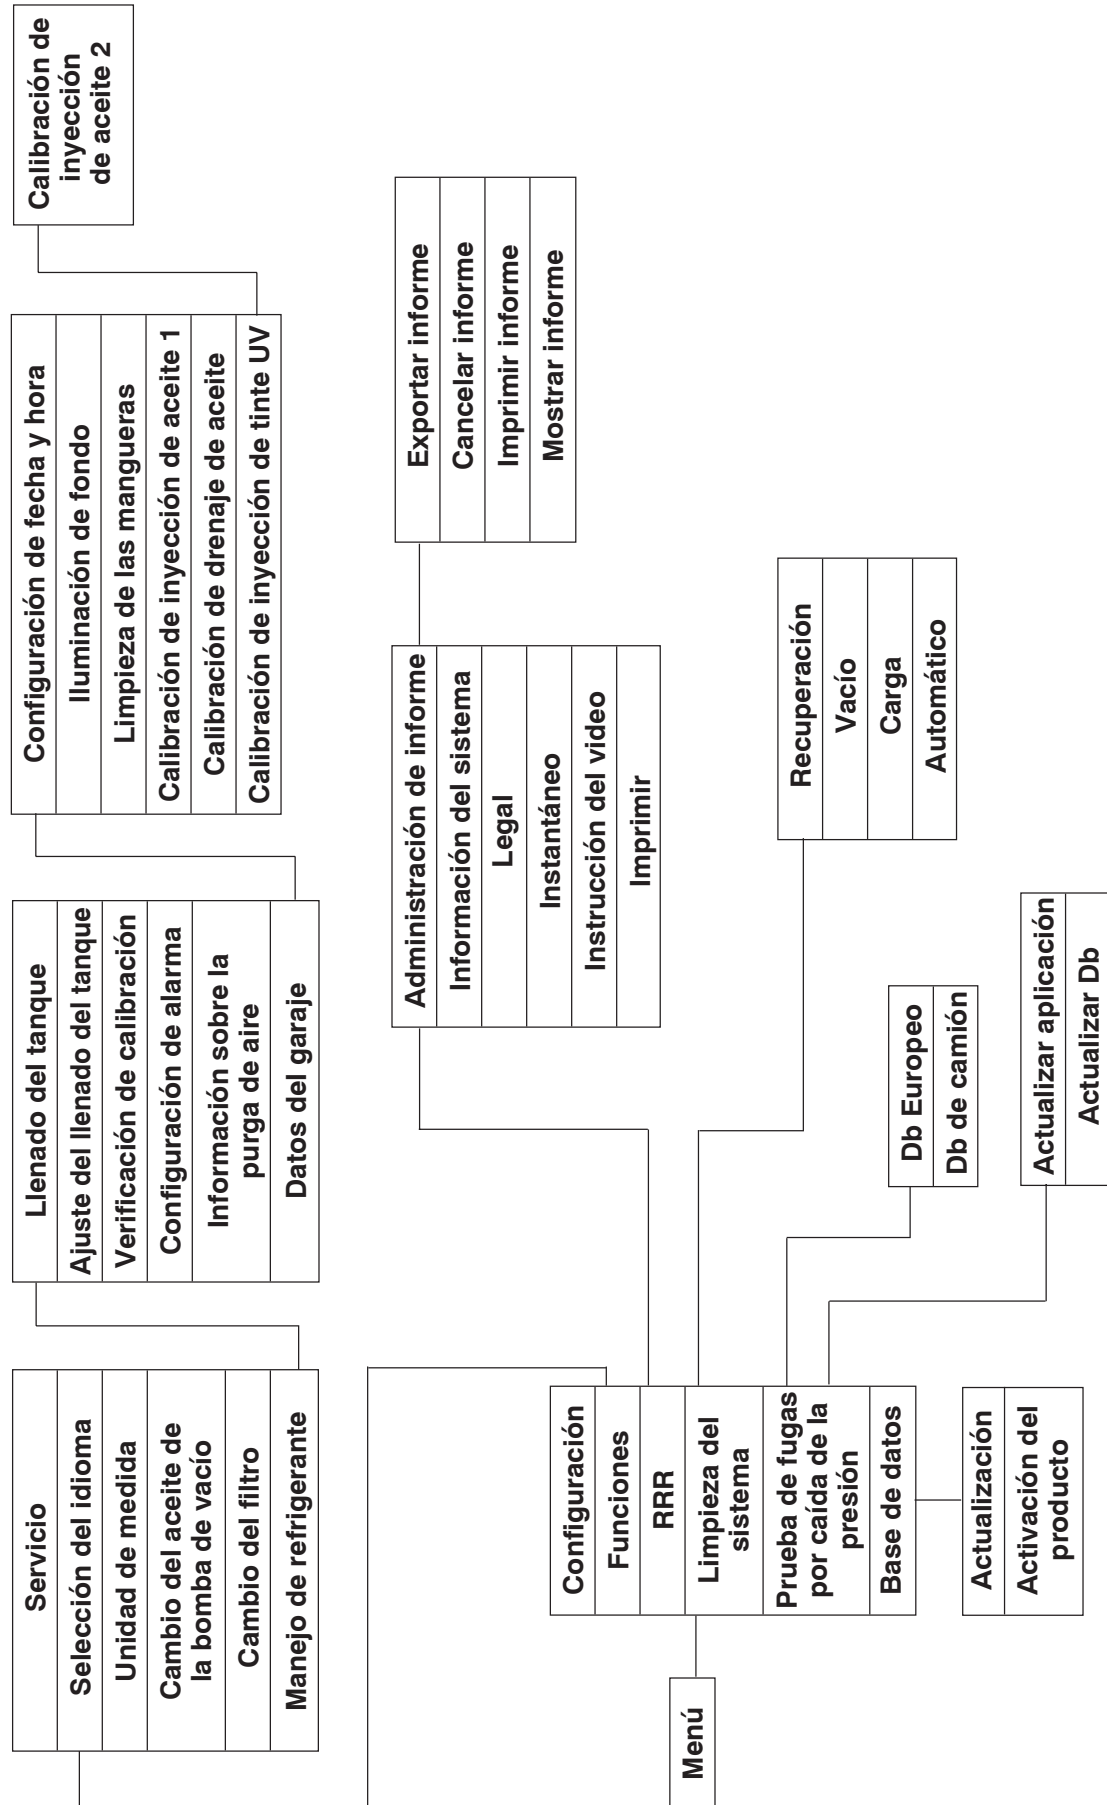 Menú
Configuración
Funciones
RRR
Limpieza del
sistema
Prueba de fugas
por caída de la
presión
Base de datos
Actualización
Activación del
producto
Servicio
Selección del idioma
Unidad de medida
Cambio del aceite de
la bomba de vacío
Cambio del filtro
Manejo de refrigerante
Llenado del tanque
Ajuste del llenado del tanque
Verificación de calibración
Configuración de alarma
Información sobre la
purga de aire
Datos del garaje
Configuración de fecha y hora
Iluminación de fondo
Limpieza de las mangueras
Calibración de inyección de aceite 1
Calibración de drenaje de aceite
Calibración de inyección de tinte UV
Calibración de
inyección
de aceite 2
Administración de informe
Información del sistema
Legal
Instantáneo
Instrucción del video
Imprimir
Exportar informe
Cancelar informe
Imprimir informe
Mostrar informe
Recuperación
Vacío
Carga
Automático
Db Europeo
Db de camión
Actualizar aplicación
Actualizar Db